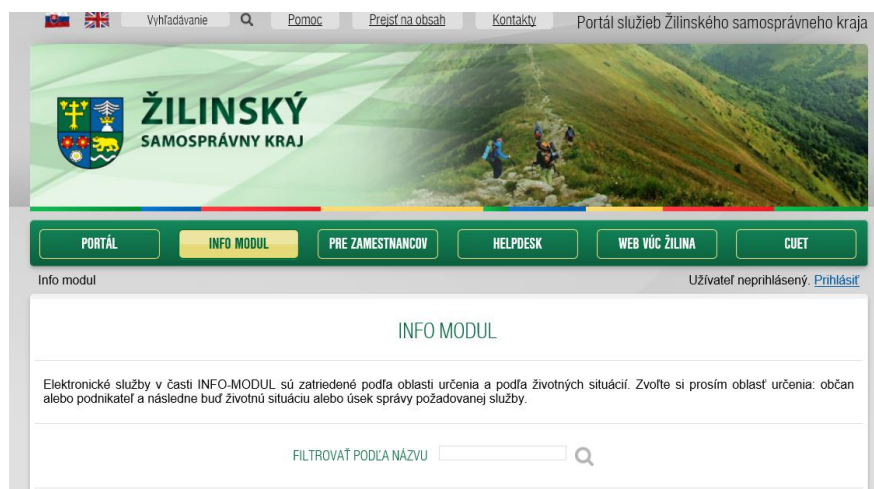 Vyhľadávanie Pomoc Prejsť na obsah Kontakty Portál služieb Žilinského samosprávneho kraja
ŽILINSKÝ
SAMOSPRÁVNY KRAJ
PORTÁL INFO MODUL PRE ZAMESTNANCOV HELPDESK WEB VÚC ŽILINA CUET
Info modul Užívateľ neprihlásený. Prihlásiť
INFO MODUL
Elektronické služby v časti INFO-MODUL sú zatriedené podľa oblasti určenia a podľa životných situácií. Zvoľte si prosím oblasť určenia: občan
alebo podnikateľ a následne buď životnú situáciu alebo úsek správy požadovanej služby.
FILTROVAŤ PODĽA NÁZVU